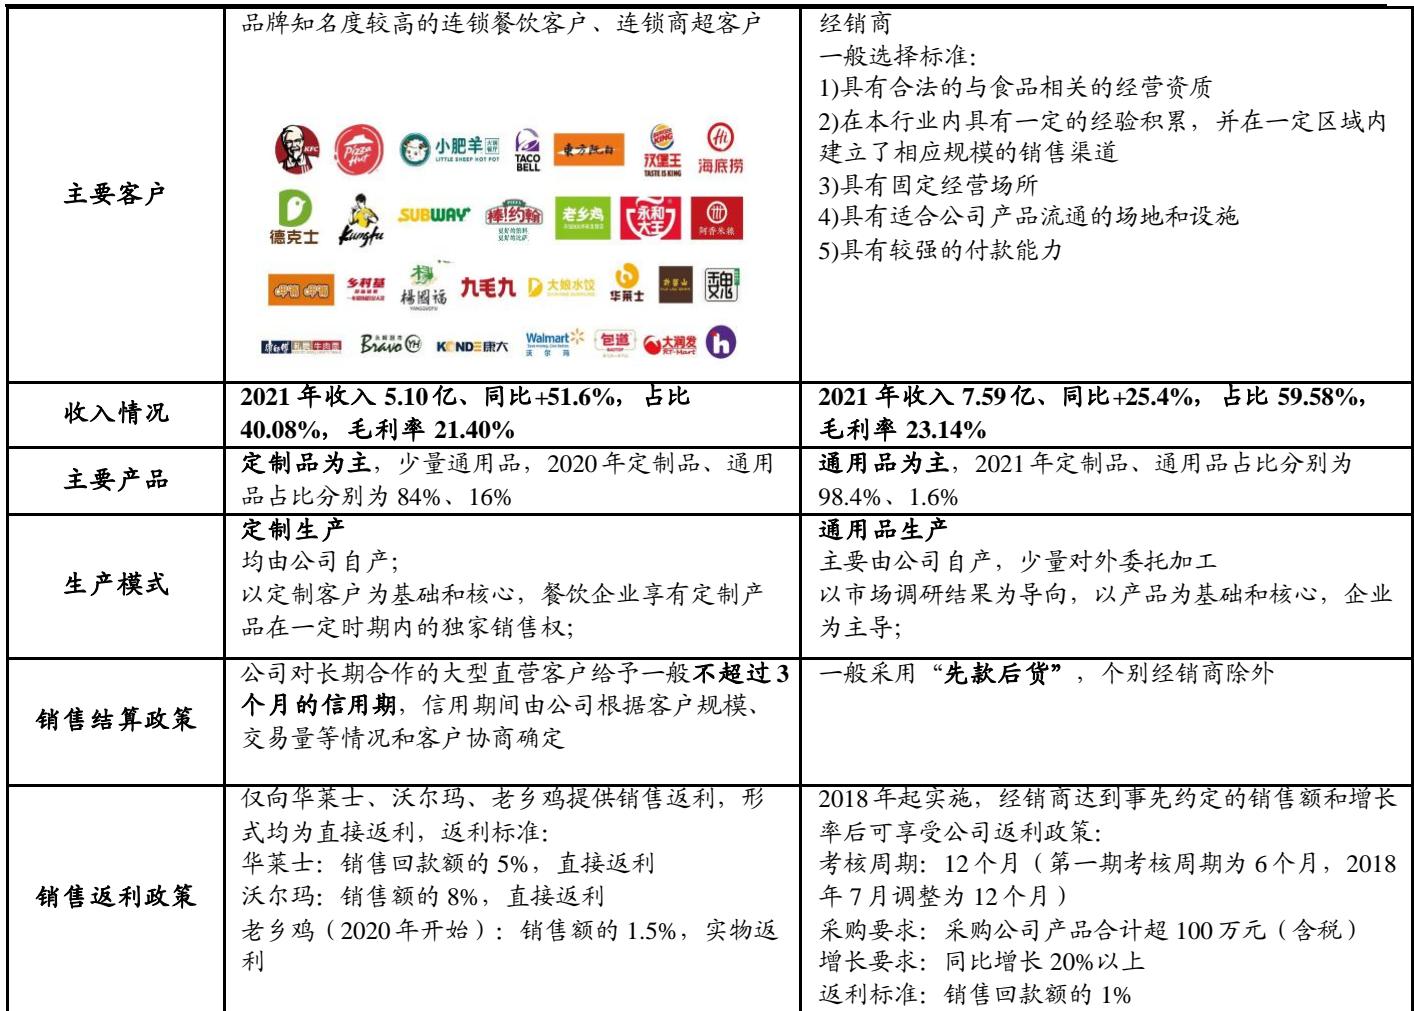 品牌知名度较高的连锁餐饮客户、连锁商超客户
KFC
Pizza Hut
小肥羊
LITTLE SHEEP HOT POT
TACO BELL
東方既白
BURGER KING
汉堡王
TASTE IS KING
Hi
海底捞
德克士
Kungfu
SUBWAY
棒!约翰
老乡鸡
永和大王
阿香米线
呷哺 呷哺
乡村基
楊國福
YANGGUOFU
九毛九
大娘水饺
华莱士
魏
康师傅 私房牛肉面
Bravo YH
KONDE康六
Walmart
沃尔玛
包道
大润发
RT-Mart
h
主要客户
经销商
一般选择标准：
1)具有合法的与食品相关的经营资质
2)在本行业内具有一定的经验积累，并在一定区域内
建立了相应规模的销售渠道
3)具有固定经营场所
4)具有适合公司产品流通的场地和设施
5)具有较强的付款能力
收入情况
2021 年收入 5.10 亿、同比+51.6%，占比
40.08%，毛利率 21.40%
2021 年收入 7.59 亿、同比+25.4%，占比 59.58%，
毛利率 23.14%
主要产品
定制品为主，少量通用品，2020 年定制品、通用
品占比分别为 84%、16%
通用品为主，2021 年定制品、通用品占比分别为
98.4%、1.6%
生产模式
定制生产
均由公司自产；
以定制客户为基础和核心，餐饮企业享有定制产
品在一定时期内的独家销售权；
通用品生产
主要由公司自产，少量对外委托加工
以市场调研结果为导向，以产品为基础和核心，企业
为主导；
销售结算政策
公司对长期合作的大型直营客户给予一般不超过 3
个月的信用期，信用期间由公司根据客户规模、
交易量等情况和客户协商确定
一般采用“先款后货”，个别经销商除外
销售返利政策
仅向华莱士、沃尔玛、老乡鸡提供销售返利，形
式均为直接返利，返利标准：
华莱士：销售回款额的 5%，直接返利
沃尔玛：销售额的 8%，直接返利
老乡鸡（2020 年开始）：销售额的 1.5%，实物返
利
2018 年起实施，经销商达到事先约定的销售额和增长
率后可享受公司返利政策：
考核周期：12 个月（第一期考核周期为 6 个月，2018
年 7 月调整为 12 个月）
采购要求：采购公司产品合计超 100 万元（含税）
增长要求：同比增长 20%以上
返利标准：销售回款额的 1%